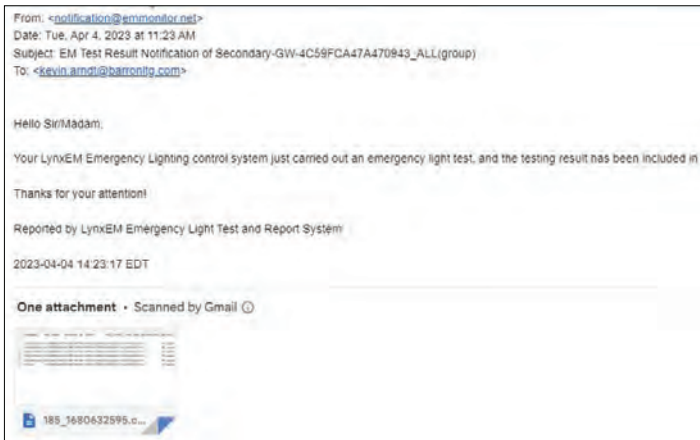 From: <notification@emmonitor.net>
Date: Tue, Apr 4, 2023 at 11:23 AM
Subject: EM Test Result Notification of Secondary-GW-4C59FCA47A470943_ALL(group)
To: <kevin.arndt@barronltg.com>
Hello Sir/Madam,
Your LynxEM Emergency Lighting control system just carried out an emergency light test, and the testing result has been included in
Thanks for your attention!
Reported by LynxEM Emergency Light Test and Report System
2023-04-04 14:23:17 EDT
One attachment • Scanned by Gmail
185_1680632595.c...